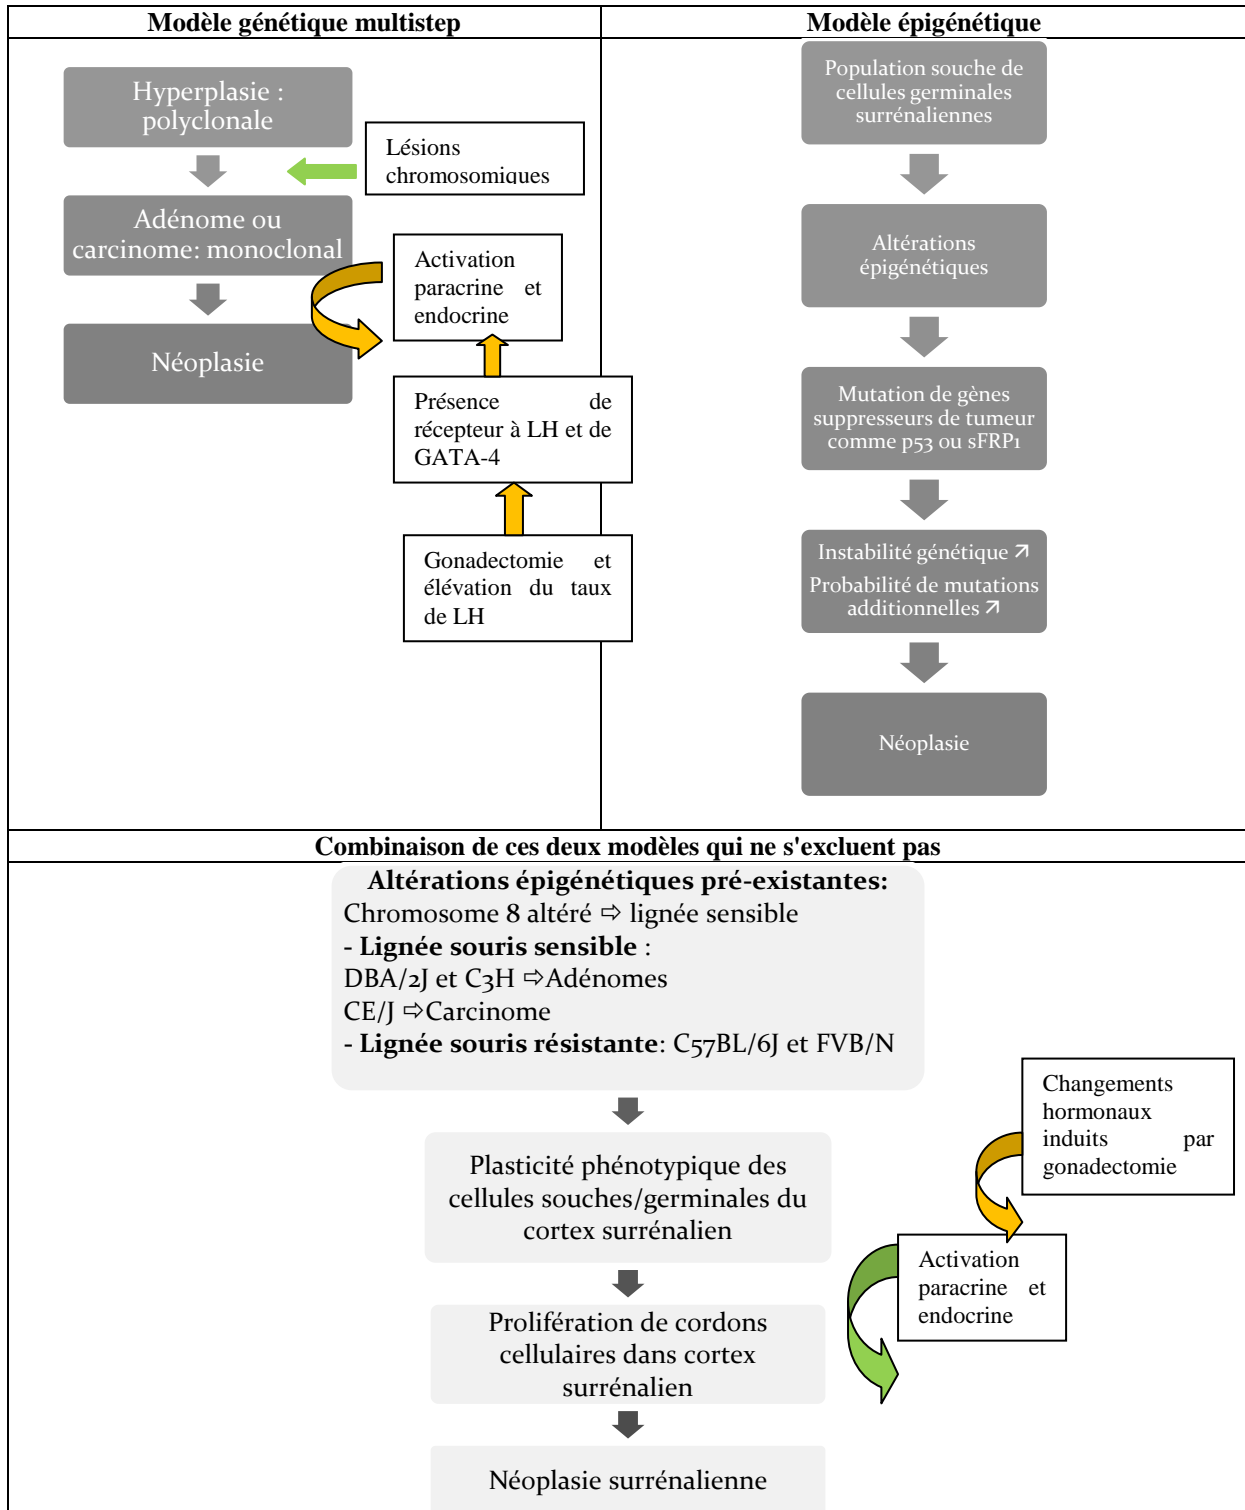 Modèle génétique multistep
Hyperplasie :
polyclonale
Lésions
chromosomiques
Adénome ou
carcinome: monoclonal
Activation
paracrine et
endocrine
Néoplasie
Présence de
récepteur à LH et de
GATA-4
Gonadectomie et
élévation du taux
de LH
Modèle épigénétique
Population souche de
cellules germinales
surrénaliennes
Altérations
épigénétiques
Mutation de gènes
suppresseurs de tumeur
comme p53 ou sFRP1
Instabilité génétique ↗
Probabilité de mutations
additionnelles ↗
Néoplasie
Combinaison de ces deux modèles qui ne s'excluent pas
Altérations épigénétiques pré-existantes:
Chromosome 8 altéré ⇨ lignée sensible
- Lignée souris sensible :
DBA/2J et C3H ⇨Adénomes
CE/J ⇨Carcinome
- Lignée souris résistante: C57BL/6J et FVB/N
Changements
hormonaux
induits par
gonadectomie
Plasticité phénotypique des
cellules souches/germinales du
cortex surrénalien
Activation
paracrine et
endocrine
Prolifération de cordons
cellulaires dans cortex
surrénalien
Néoplasie surrénalienne